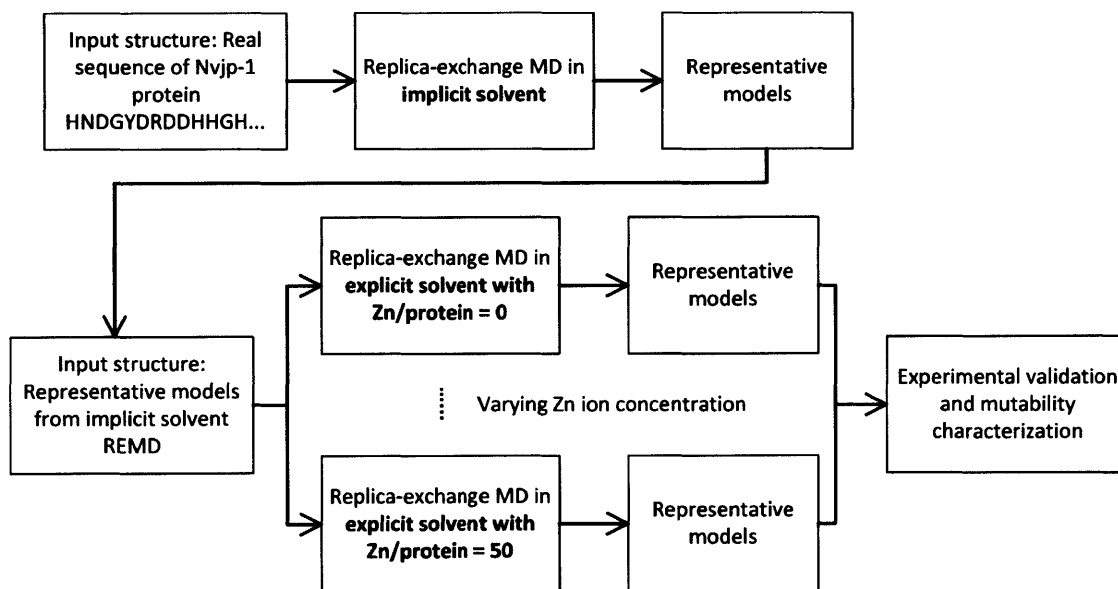 Input structure: Real
sequence of Nvjp-1
protein
HNDGYDRDDHHGH...
Replica-exchange MD in
implicit solvent
Representative
models
Replica-exchange MD in
explicit solvent with
Zn/protein = 0
Representative
models
Input structure:
Representative models
from implicit solvent
REMD
Varying Zn ion concentration
Experimental validation
and mutability
characterization
Replica-exchange MD in
explicit solvent with
Zn/protein = 50
Representative
models